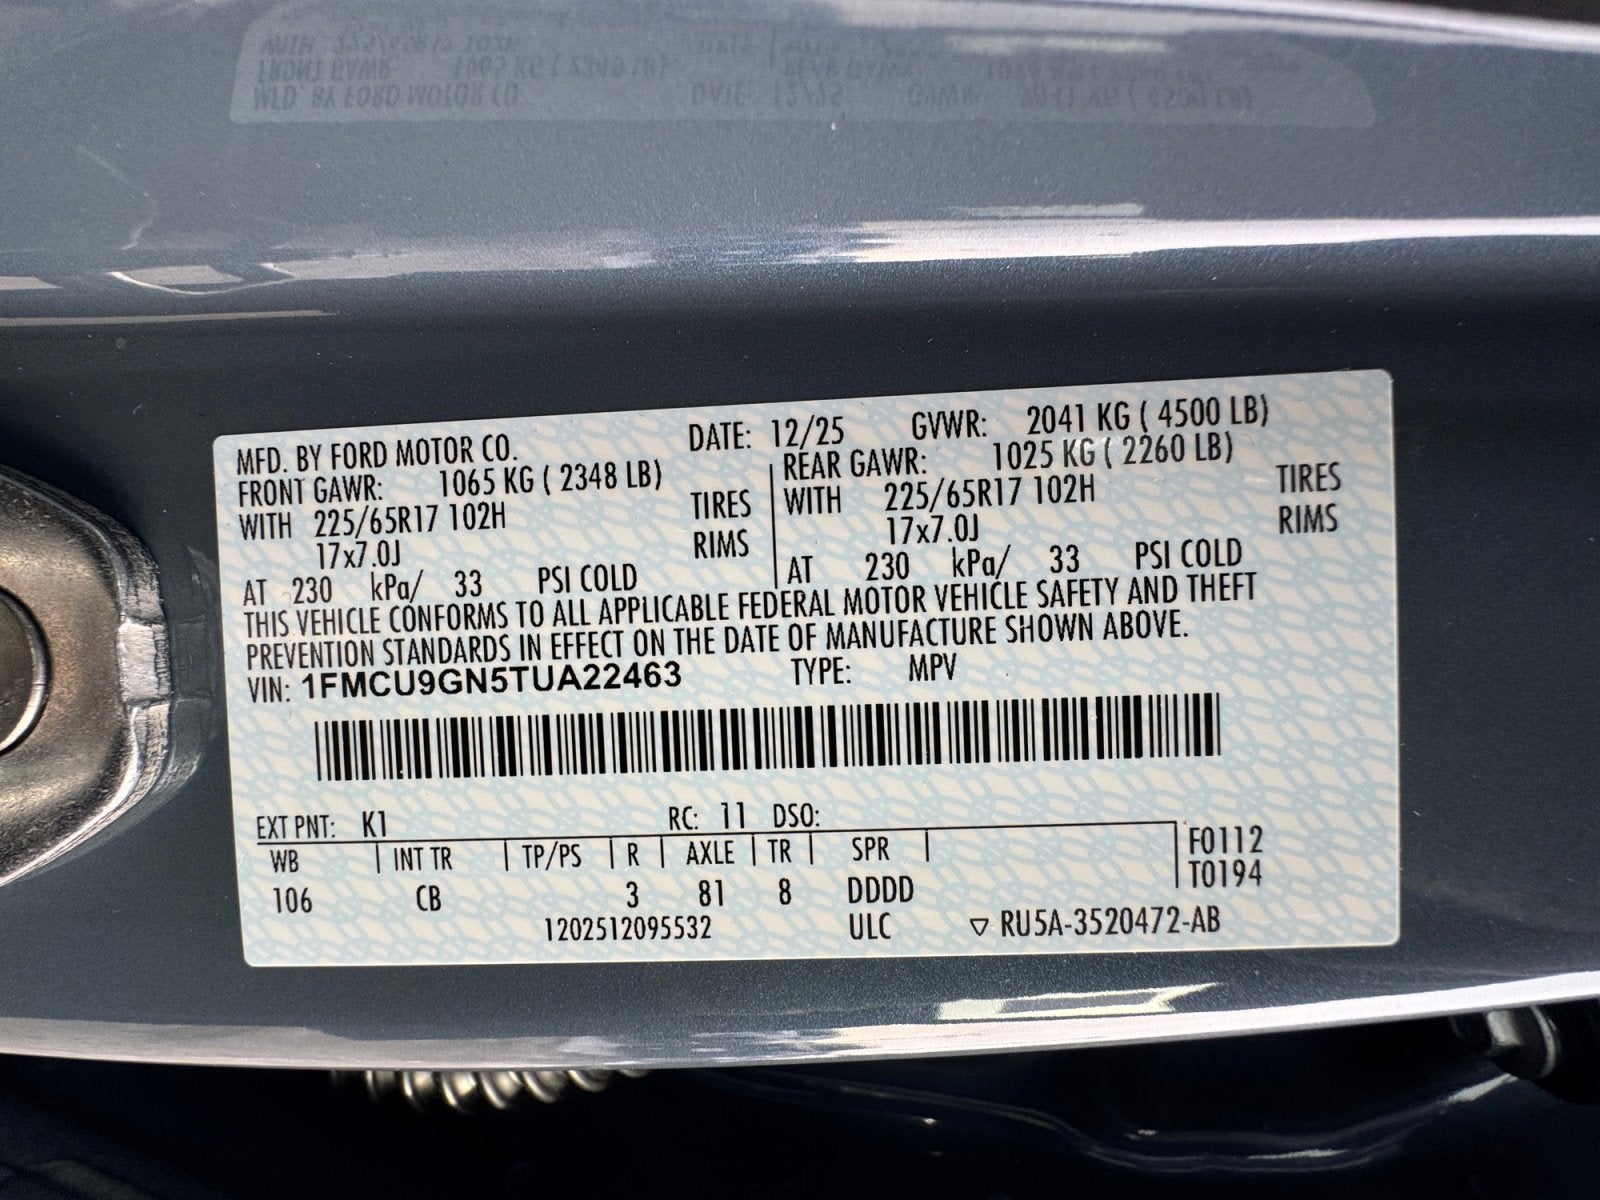 MFD. BY FORD MOTOR CO. DATE: 12/25 GVWR: 2041 KG ( 4500 LB)
FRONT GAWR: 1065 KG ( 2348 LB) REAR GAWR: 1025 KG ( 2260 LB)
WITH 225/65R17 102H TIRES WITH 225/65R17 102H TIRES
17x7.0J RIMS 17x7.0J RIMS
AT 230 kPa/ 33 PSI COLD AT 230 kPa/ 33 PSI COLD
THIS VEHICLE CONFORMS TO ALL APPLICABLE FEDERAL MOTOR VEHICLE SAFETY AND THEFT
PREVENTION STANDARDS IN EFFECT ON THE DATE OF MANUFACTURE SHOWN ABOVE.
VIN: 1FMCU9GN5TUA22463 TYPE: MPV
EXT PNT: K1 RC: 11 DSO:
WB INT TR TP/PS R AXLE TR SPR F0112
106 CB 3 81 8 DDDD T0194
1202512095532 ULC ▽ RU5A-3520472-AB